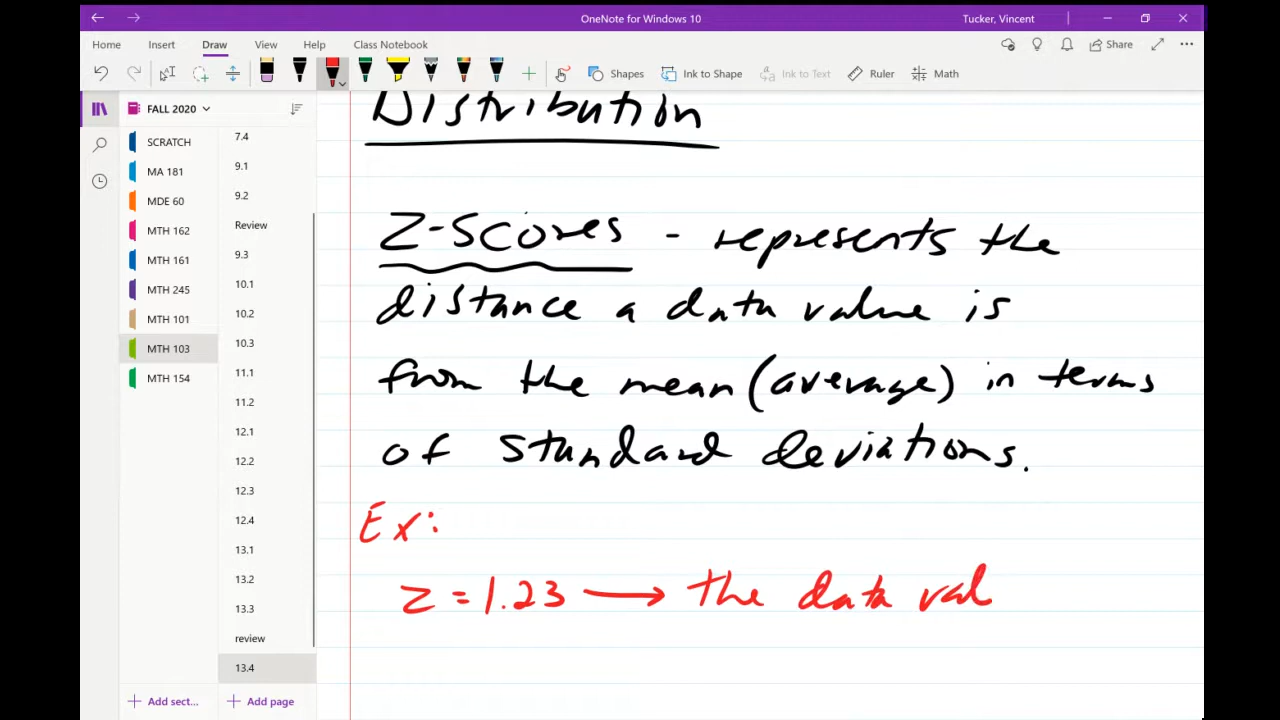 OneNote for Windows 10
Tucker, Vincent
Home Insert Draw View Help Class Notebook
Share
Shapes Ink to Shape Ink to Text Ruler Math
FALL 2020
SCRATCH
MA 181
MDE 60
MTH 162
MTH 161
MTH 245
MTH 101
MTH 103
MTH 154
Add sect...
7.4
9.1
9.2
Review
9.3
10.1
10.2
10.3
11.1
11.2
12.1
12.2
12.3
12.4
13.1
13.2
13.3
review
13.4
Add page
Distribution
Z-Scores - represents the
distance a data value is
from the mean (average) in terms
of standard deviations.
Ex:
z = 1.23 → the data val